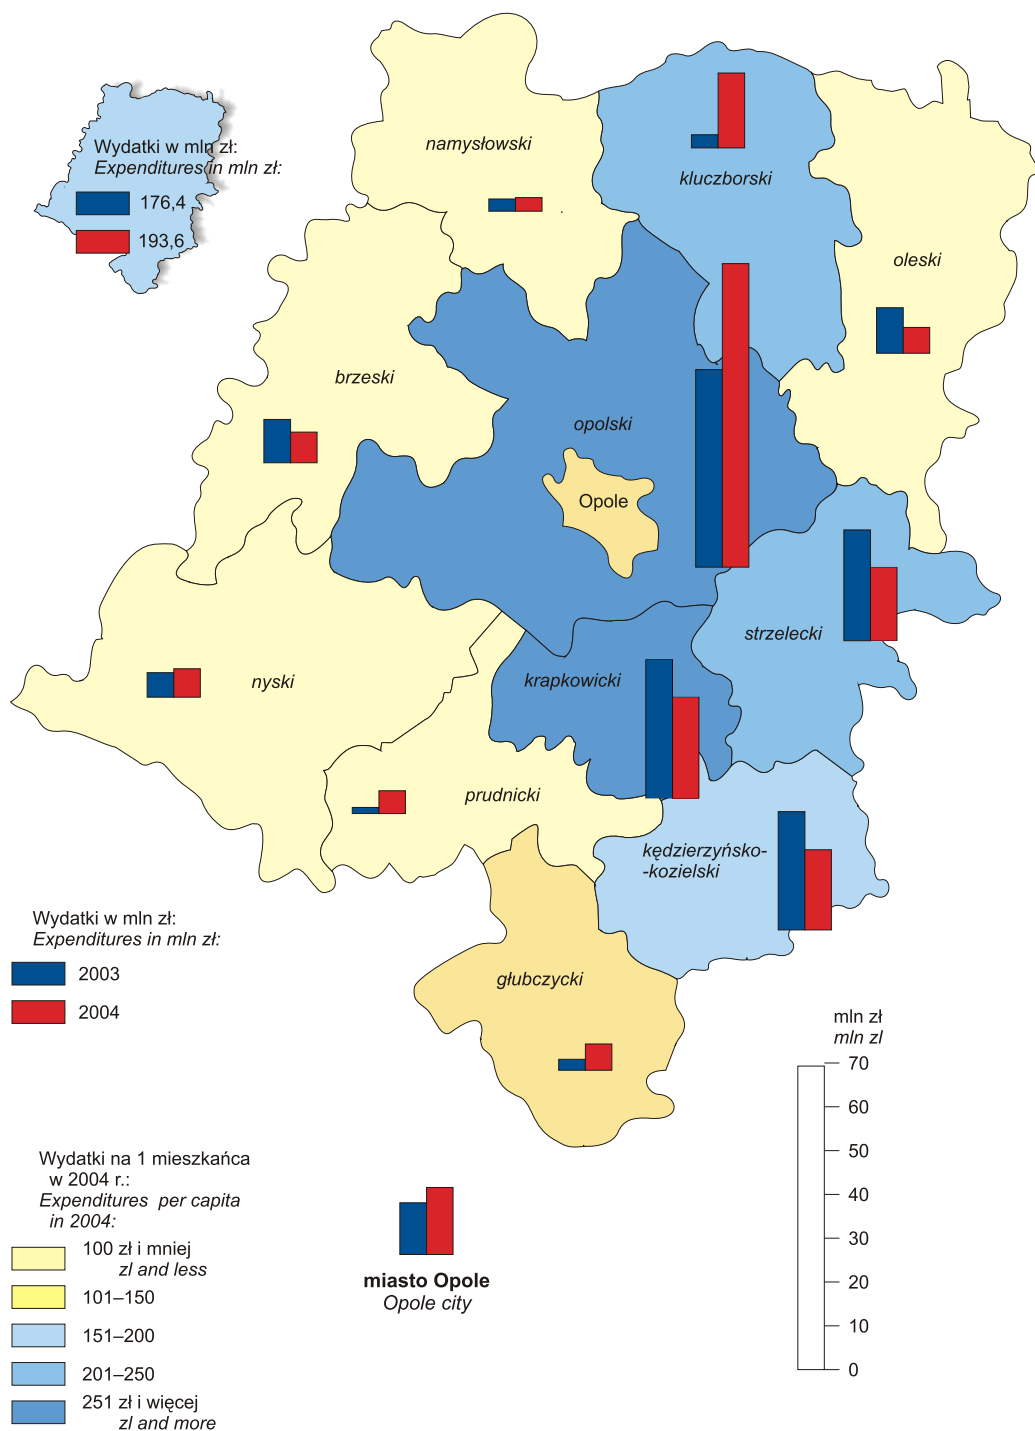 Wydatki w mln zł:
Expenditures in mln zł:
176,4
193,6
namysłowski
kluczborski
oleski
brzeski
opolski
Opole
strzelecki
nyski
krapkowicki
prudnicki
kędzierzyńsko-
-kozielski
głubczycki
Wydatki w mln zł:
Expenditures in mln zł:
2003
2004
mln zł
mln zl
70
60
50
40
30
20
10
0
Wydatki na 1 mieszkańca
w 2004 r.:
Expenditures per capita
in 2004:
100 zł i mniej
zl and less
101–150
151–200
201–250
251 zł i więcej
zl and more
miasto Opole
Opole city